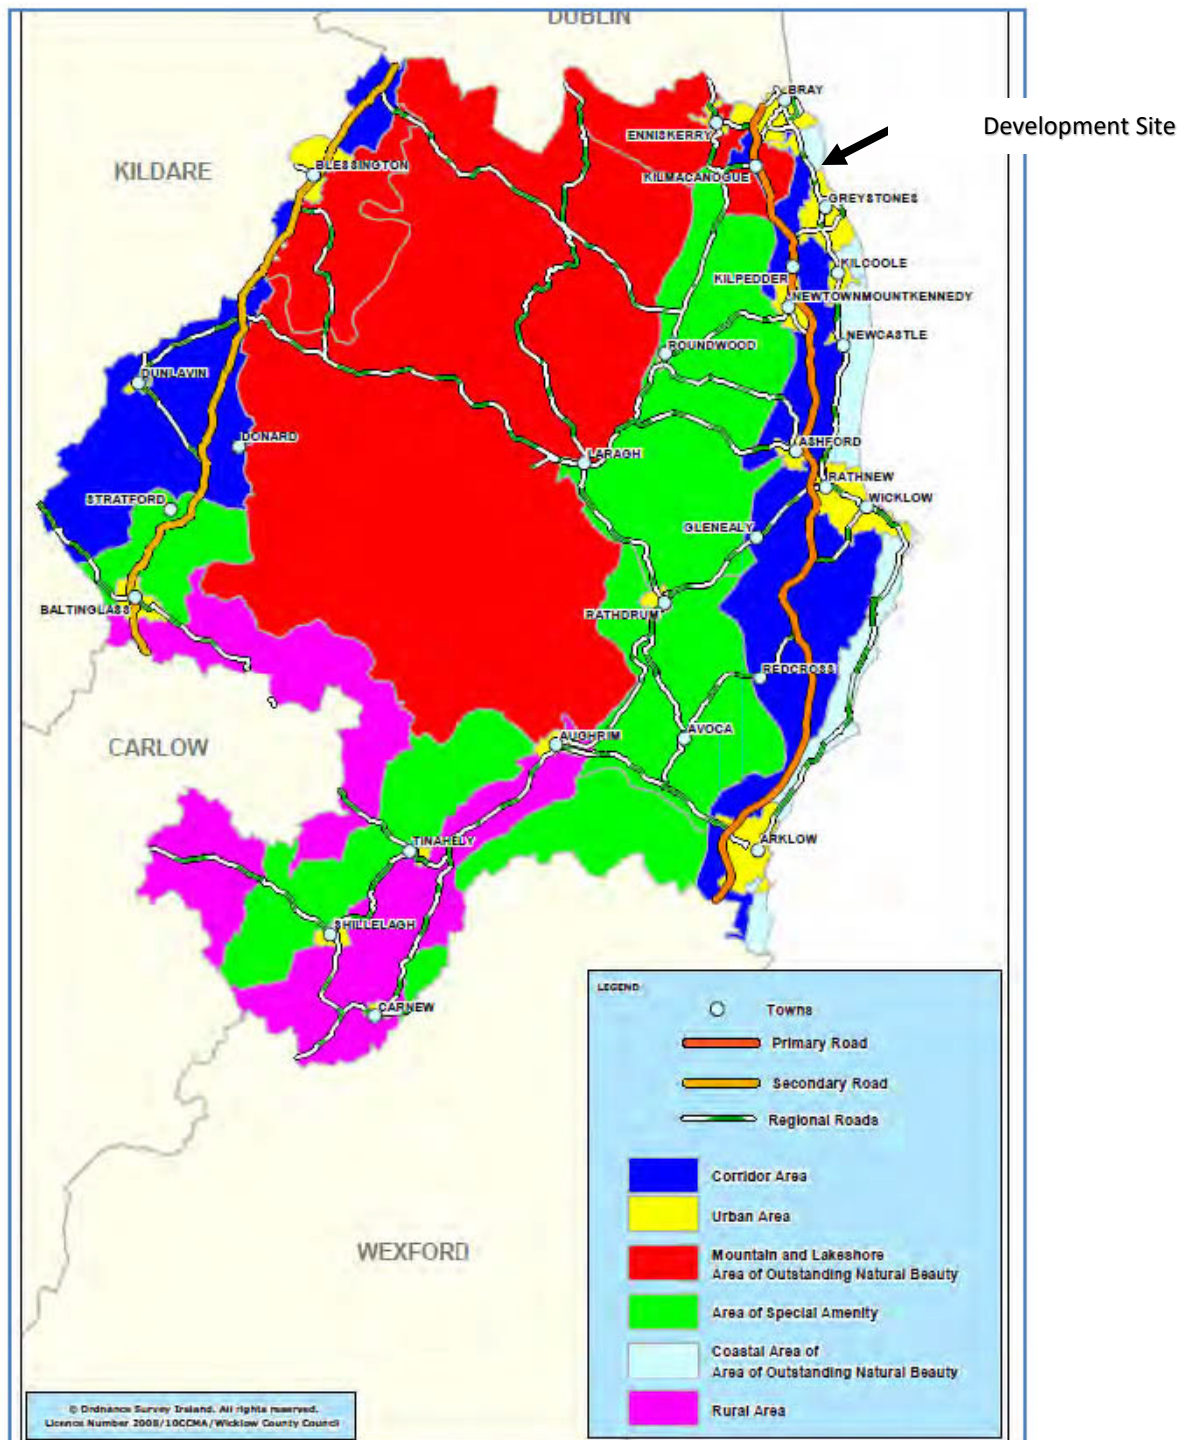 DUBLIN
BRAY
Development Site
ENNISKERRY
BLESSINGTON
KILDARE
KILMACANOGUE
GREYSTONES
KILCOOLE
KILPEDDER
NEWTOWNMOUNTKENNEDY
NEWCASTLE
ROUNDWOOD
DUNLAVIN
DONARD
ASHFORD
LARAGH
RATHNEW
STRATFORD
WICKLOW
GLENEALY
BALTINGLASS
RATHDRUM
REDCROSS
AVOCA
AUGHRIM
CARLOW
ARKLOW
TINAHELY
SHILLELAGH
CARNEW
WEXFORD
LEGEND
Towns
Primary Road
Secondary Road
Regional Roads
Corridor Area
Urban Area
Mountain and Lakeshore
Area of Outstanding Natural Beauty
Area of Special Amenity
Coastal Area of
Area of Outstanding Natural Beauty
Rural Area
© Ordnance Survey Ireland. All rights reserved.
Licence Number 2008/10CCMA/Wicklow County Council